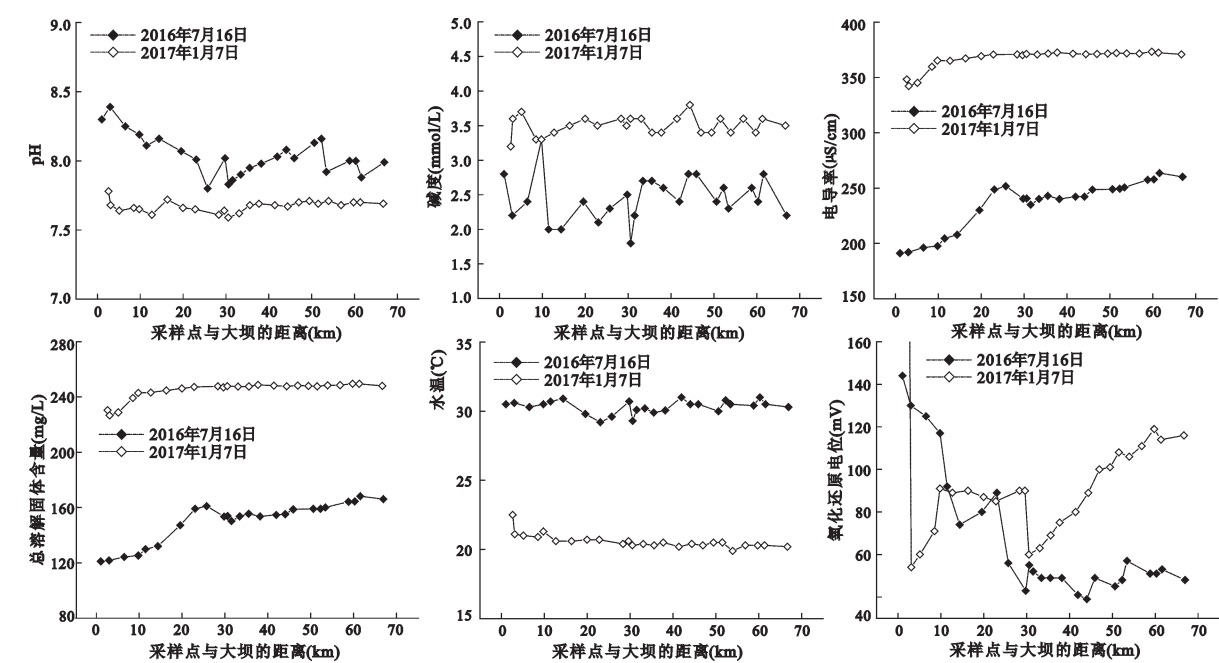 9.0
8.5
8.0
7.5
7.0
pH
2016年7月16日
2017年1月7日
0 10 20 30 40 50 60 70
采样点与大坝的距离(km)
5.0
4.5
4.0
3.5
3.0
2.5
2.0
1.5
1.0
碱度(mmol/L)
2016年7月16日
2017年1月7日
0 10 20 30 40 50 60 70
采样点与大坝的距离(km)
400
350
300
250
200
150
电导率(μS/cm)
2016年7月16日
2017年1月7日
0 10 20 30 40 50 60 70
采样点与大坝的距离(km)
280
240
200
160
120
80
总溶解固体含量(mg/L)
2016年7月16日
2017年1月7日
0 10 20 30 40 50 60 70
采样点与大坝的距离(km)
35
30
25
20
15
水温(℃)
2016年7月16日
2017年1月7日
0 10 20 30 40 50 60 70
采样点与大坝的距离(km)
160
140
120
100
80
60
40
氧化还原电位(mV)
2016年7月16日
2017年1月7日
0 10 20 30 40 50 60 70
采样点与大坝的距离(km)